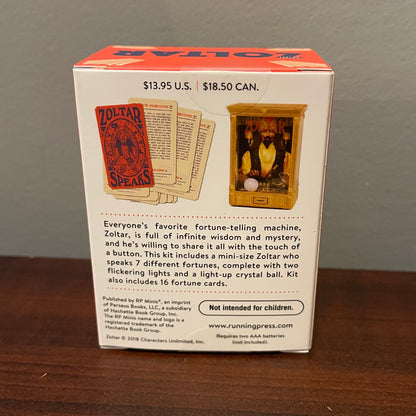 ZOLTAR
$13.95 U.S. | $18.50 CAN.
ZOLTAR
SPEAKS
Everyone's favorite fortune-telling machine,
Zoltar, is full of infinite wisdom and mystery,
and he's willing to share it all with the touch of
a button. This kit includes a mini-size Zoltar who
speaks 7 different fortunes, complete with two
flickering lights and a light-up crystal ball. Kit
also includes 16 fortune cards.
Published by RP Minis, an imprint
of Perseus Books, LLC, a subsidiary
of Hachette Book Group, Inc.
The RP Minis name and logo is a
registered trademark of the
Hachette Book Group.
Zoltar © 2018 Characters Unlimited, Inc.
Not intended for children.
www.runningpress.com
Requires two AAA batteries
(not included).